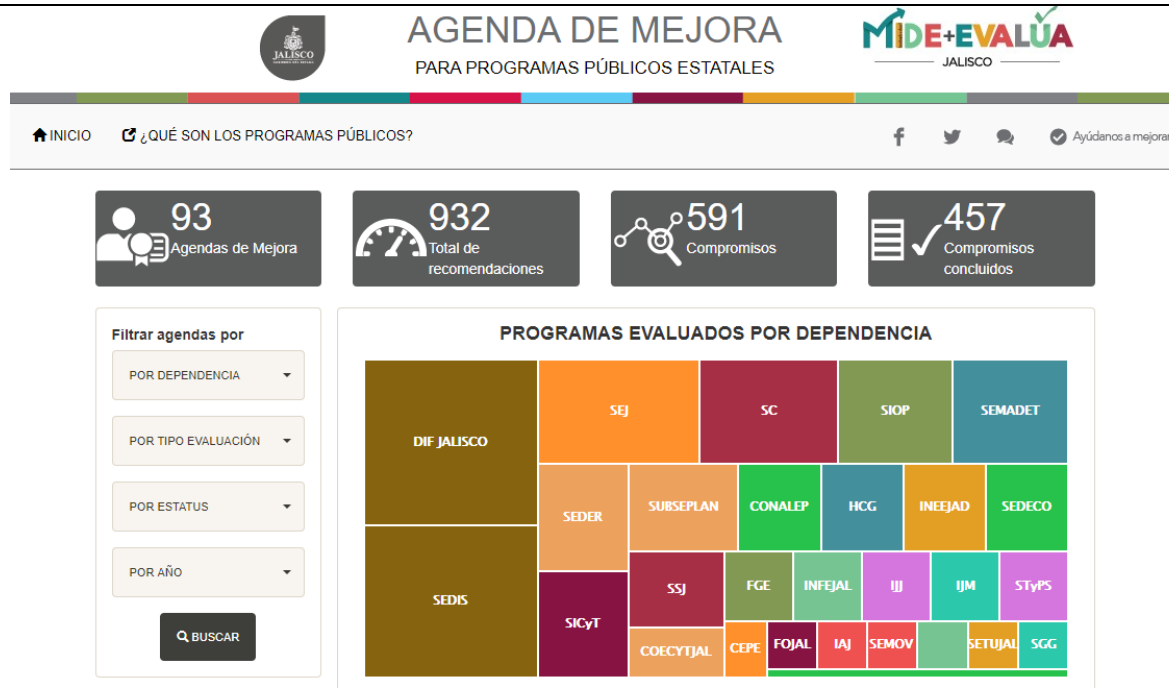 JALISCO
AGENDA DE MEJORA
PARA PROGRAMAS PÚBLICOS ESTATALES
MIDE+EVALÚA
JALISCO
INICIO
¿QUÉ SON LOS PROGRAMAS PÚBLICOS?
Ayúdanos a mejorar
93
Agendas de Mejora
932
Total de
recomendaciones
591
Compromisos
457
Compromisos
concluidos
Filtrar agendas por
POR DEPENDENCIA
POR TIPO EVALUACIÓN
POR ESTATUS
POR AÑO
BUSCAR
PROGRAMAS EVALUADOS POR DEPENDENCIA
DIF JALISCO
SEJ
SC
SIOP
SEMADET
SEDER
SUBSEPLAN
CONALEP
HCG
INEEJAD
SEDECO
SEDIS
SICyT
SSJ
FGE
INFEJAL
IJJ
IJM
STyPS
COECYTJAL
CEPE
FOJAL
IAJ
SEMOV
SETUJAL
SGG